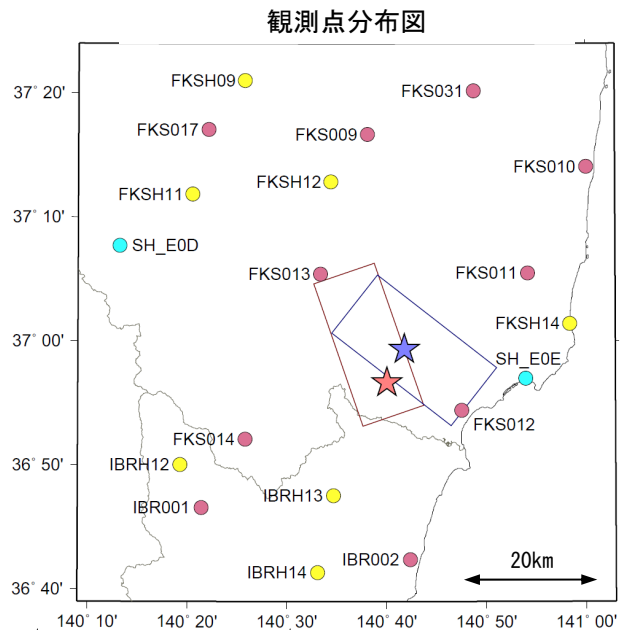 観測点分布図
FKSH09
37° 20'
FKS031
FKS017
FKS009
FKS010
FKSH12
FKSH11
37° 10'
SH_E0D
FKS013
FKS011
FKSH14
37° 00'
SH_E0E
FKS012
FKS014
36° 50'
IBRH12
IBRH13
IBR001
IBR002
20km
IBRH14
36° 40'
140° 10' 140° 20' 140° 30' 140° 40' 140° 50' 141° 00'